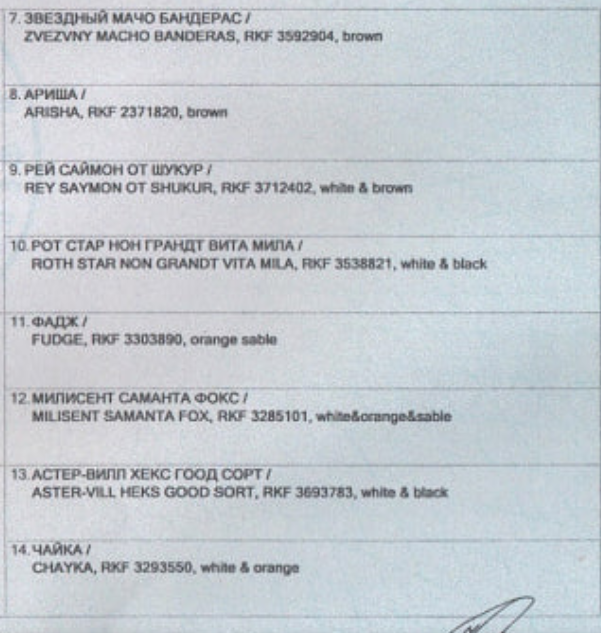 7. ЗВЕЗДНЫЙ МАЧО БАНДЕРАС /
ZVEZVNY MACHO BANDERAS, RKF 3592904, brown
8. АРИША /
ARISHA, RKF 2371820, brown
9. РЕЙ САЙМОН ОТ ШУКУР /
REY SAYMON OT SHUKUR, RKF 3712402, white & brown
10. РОТ СТАР НОН ГРАНДТ ВИТА МИЛА /
ROTH STAR NON GRANDT VITA MILA, RKF 3538821, white & black
11. ФАДЖ /
FUDGE, RKF 3303890, orange sable
12. МИЛИСЕНТ САМАНТА ФОКС /
MILISENT SAMANTA FOX, RKF 3285101, white&orange&sable
13. АСТЕР-ВИЛЛ ХЕКС ГООД СОРТ /
ASTER-VILL HEKS GOOD SORT, RKF 3693783, white & black
14. ЧАЙКА /
CHAYKA, RKF 3293550, white & orange